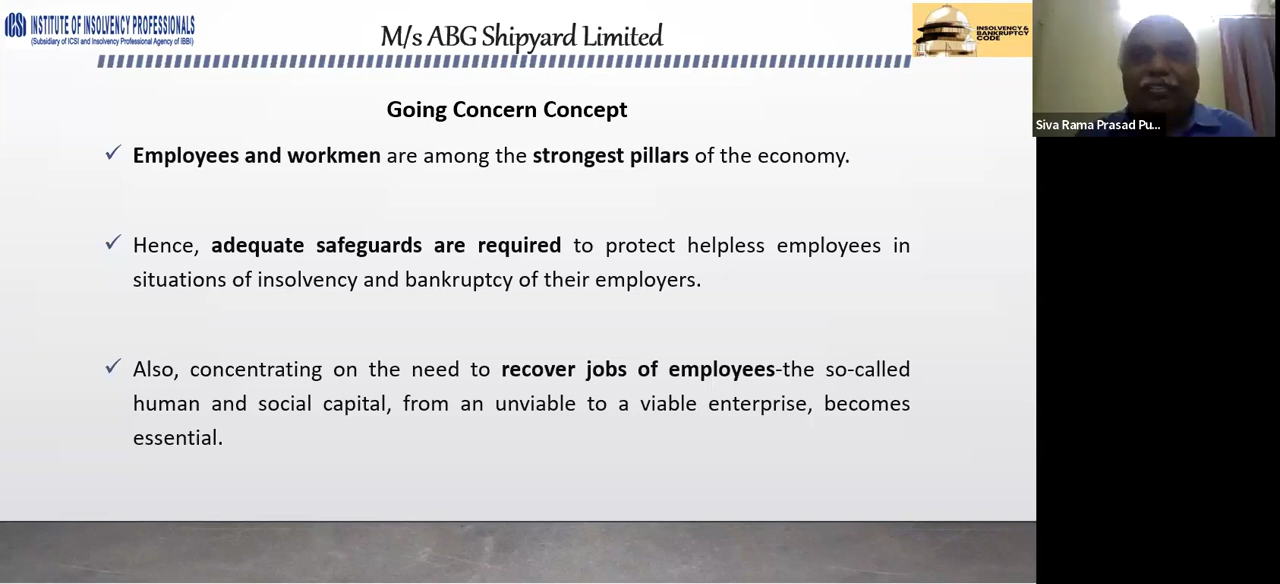 ICSI INSTITUTE OF INSOLVENCY PROFESSIONALS
(Subsidiary of ICSI and Insolvency Professional Agency of IBBI)
M/s ABG Shipyard Limited
INSOLVENCY &
BANKRUPTCY
CODE
Siva Rama Prasad Pu...
Going Concern Concept
✓ Employees and workmen are among the strongest pillars of the economy.
✓ Hence, adequate safeguards are required to protect helpless employees in
situations of insolvency and bankruptcy of their employers.
✓ Also, concentrating on the need to recover jobs of employees-the so-called
human and social capital, from an unviable to a viable enterprise, becomes
essential.